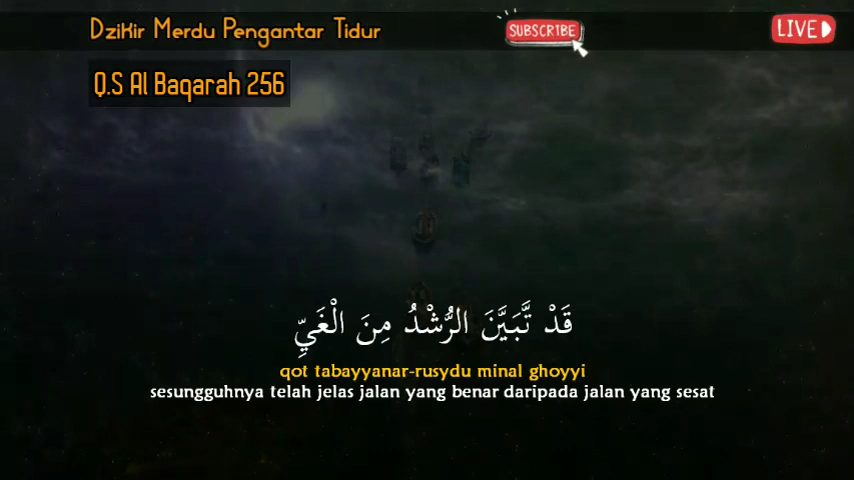 Dzikir Merdu Pengantar Tidur
SUBSCRIBE
LIVE
Q.S Al Baqarah 256
قَدْ تَّبَيَّنَ الرُّشْدُ مِنَ الْغَيِّ
qot tabayyanar-rusydu minal ghoyyi
sesungguhnya telah jelas jalan yang benar daripada jalan yang sesat